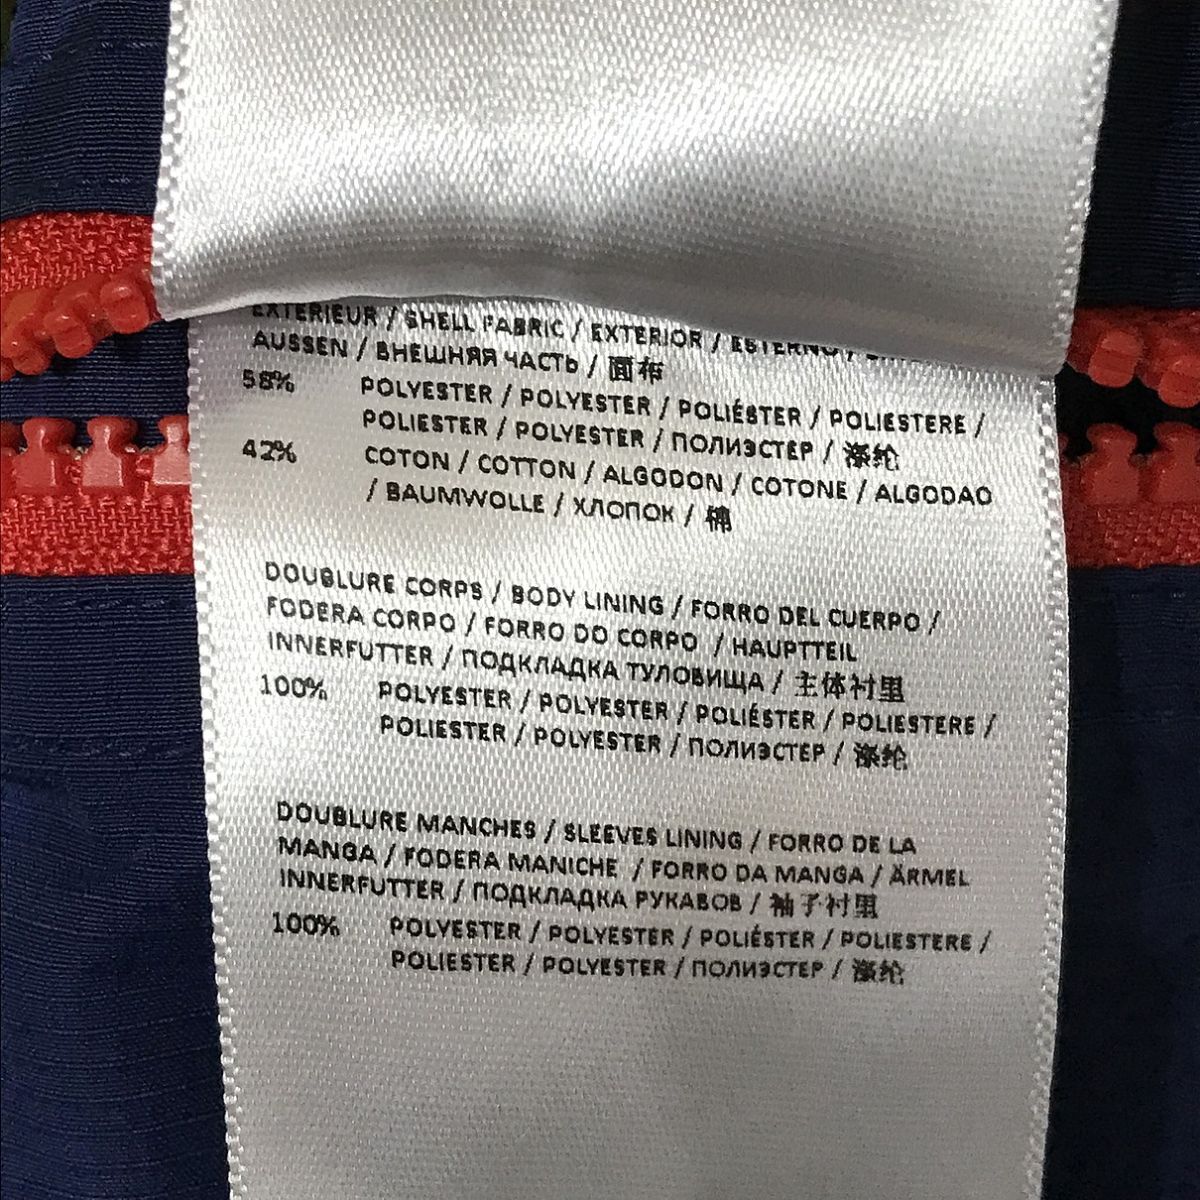 EXTERIEUR / SHELL FABRIC / EXTERIOR / ESTERNO /
AUSSEN / ВНЕШНЯЯ ЧАСТЬ / 面布
58% POLYESTER / POLYESTER / POLIÉSTER / POLIESTERE /
POLIESTER / POLYESTER / ПОЛИЭСТЕР / 涤纶
42% COTON / COTTON / ALGODON / COTONE / ALGODAO
/ BAUMWOLLE / ХЛОПОК / 棉
DOUBLURE CORPS / BODY LINING / FORRO DEL CUERPO /
FODERA CORPO / FORRO DO CORPO / HAUPTTEIL
INNERFUTTER / ПОДКЛАДКА ТУЛОВИЩА / 主体衬里
100% POLYESTER / POLYESTER / POLIÉSTER / POLIESTERE /
POLIESTER / POLYESTER / ПОЛИЭСТЕР / 涤纶
DOUBLURE MANCHES / SLEEVES LINING / FORRO DE LA
MANGA / FODERA MANICHE / FORRO DA MANGA / ÄRMEL
INNERFUTTER / ПОДКЛАДКА РУКАВОВ / 袖子衬里
100% POLYESTER / POLYESTER / POLIÉSTER / POLIESTERE /
POLIESTER / POLYESTER / ПОЛИЭСТЕР / 涤纶